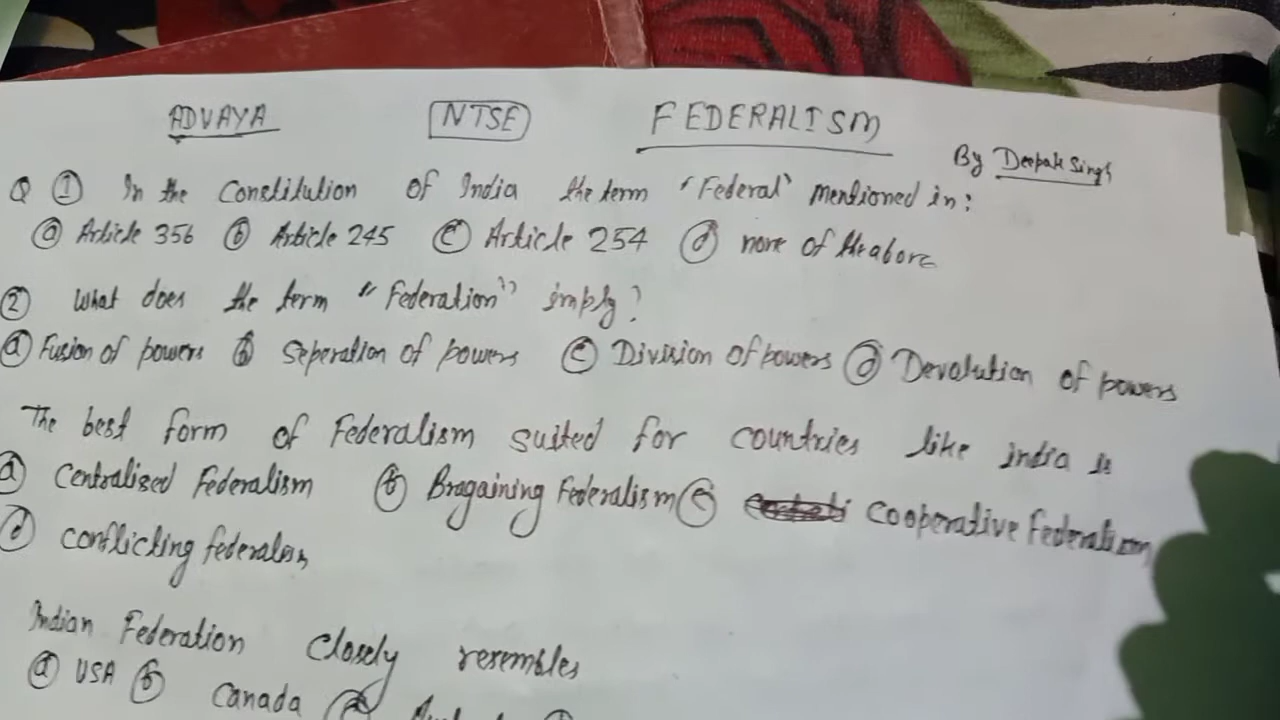 ADVAYA NTSE FEDERALISM
By Deepak Singh
Q ① In the Constitution of India the term "Federal" mentioned in:
ⓐ Article 356 ⓑ Article 245 ⓒ Article 254 ⓓ none of the above
② What does the term "Federation" imply?
ⓐ Fusion of powers ⓑ Seperation of powers ⓒ Division of powers ⓓ Devolution of powers
The best form of Federalism suited for countries like india is
ⓐ Centralised Federalism ⓑ Bragaining Federalism ⓒ Cooperative Federalism
ⓓ conflicting federalism
Indian Federation Closely resembles
ⓐ USA ⓑ Canada